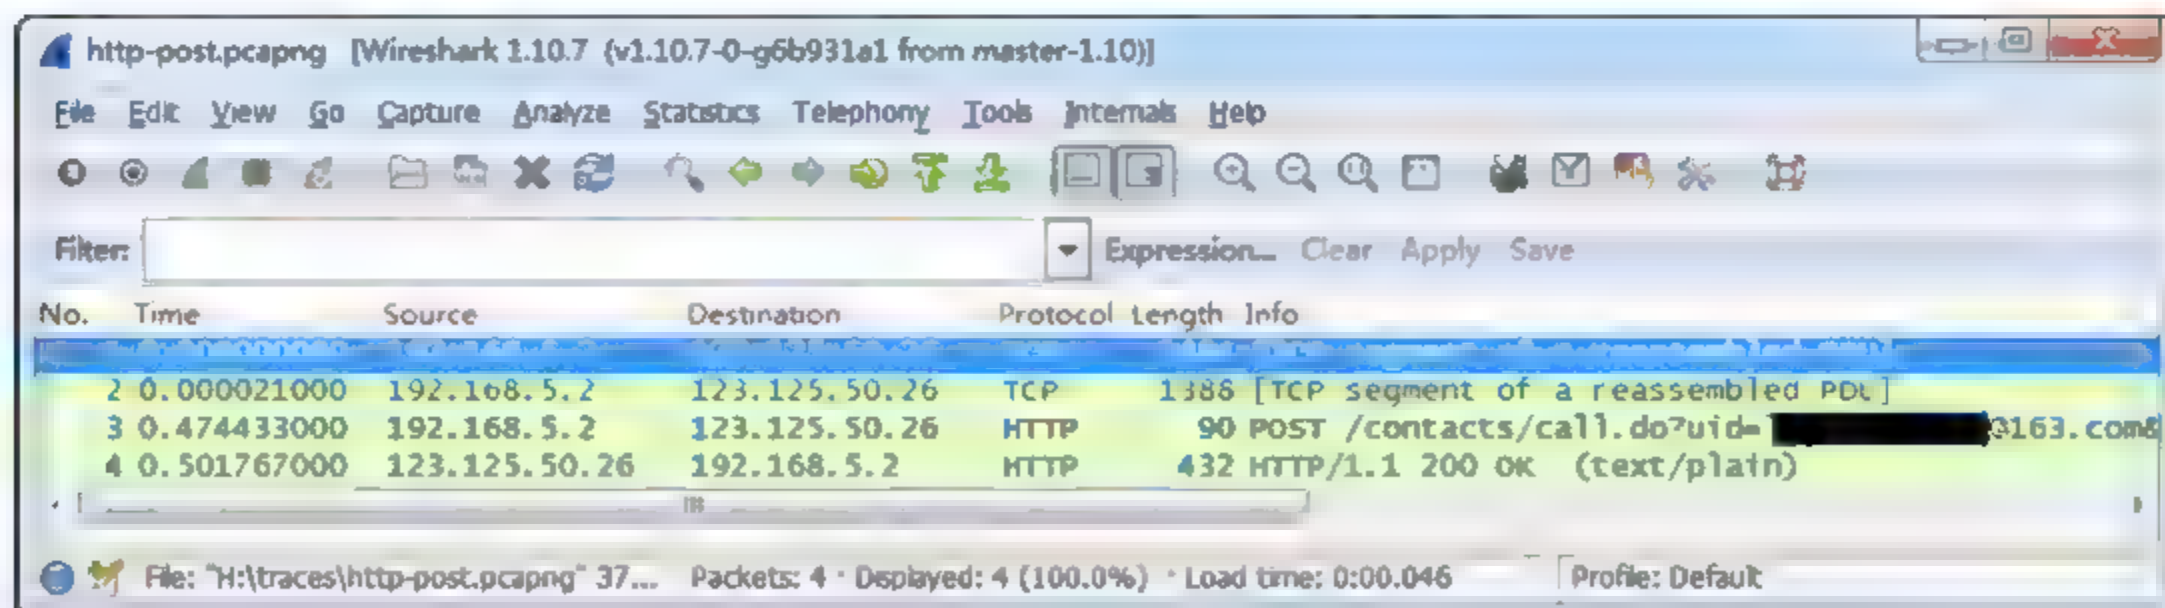 http-post.pcapng [Wireshark 1.10.7 (v1.10.7-0-g6b931a1 from master-1.10)]
File Edit View Go Capture Analyze Statistics Telephony Tools Internals Help
Filter: Expression... Clear Apply Save
No. Time Source Destination Protocol Length Info
2 0.000021000 192.168.5.2 123.125.50.26 TCP 1386 [TCP segment of a reassembled PDU]
3 0.474433000 192.168.5.2 123.125.50.26 HTTP 90 POST /contacts/call.do?uid= @163.com&
4 0.501767000 123.125.50.26 192.168.5.2 HTTP 432 HTTP/1.1 200 OK (text/plain)
File: "H:\traces\http-post.pcapng" 37... Packets: 4 · Displayed: 4 (100.0%) · Load time: 0:00.046 Profile: Default